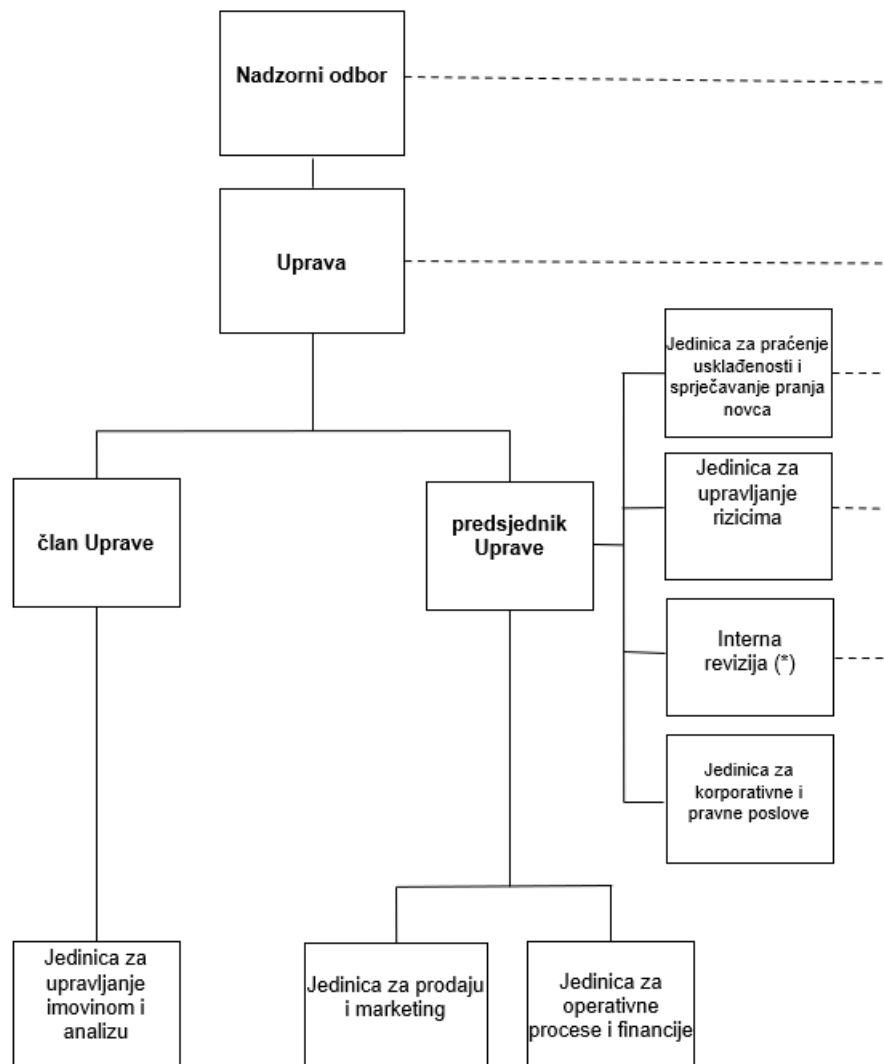 Nadzorni odbor
Uprava
Jedinica za praćenje
usklađenosti i
sprječavanje pranja
novca
Jedinica za
upravljanje
rizicima
član Uprave
predsjednik
Uprave
Interna
revizija (*)
Jedinica za
korporativne i
pravne poslove
Jedinica za
upravljanje
imovinom i
analizu
Jedinica za prodaju
i marketing
Jedinica za
operativne
procese i financije